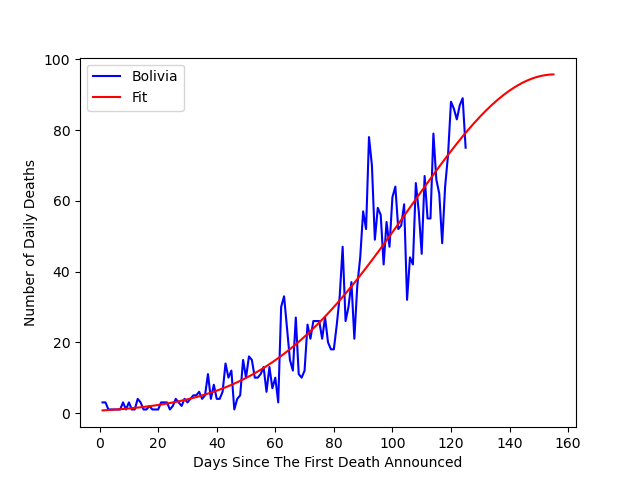 Bolivia
Fit
Number of Daily Deaths
100
80
60
40
20
0
0 20 40 60 80 100 120 140 160
Days Since The First Death Announced